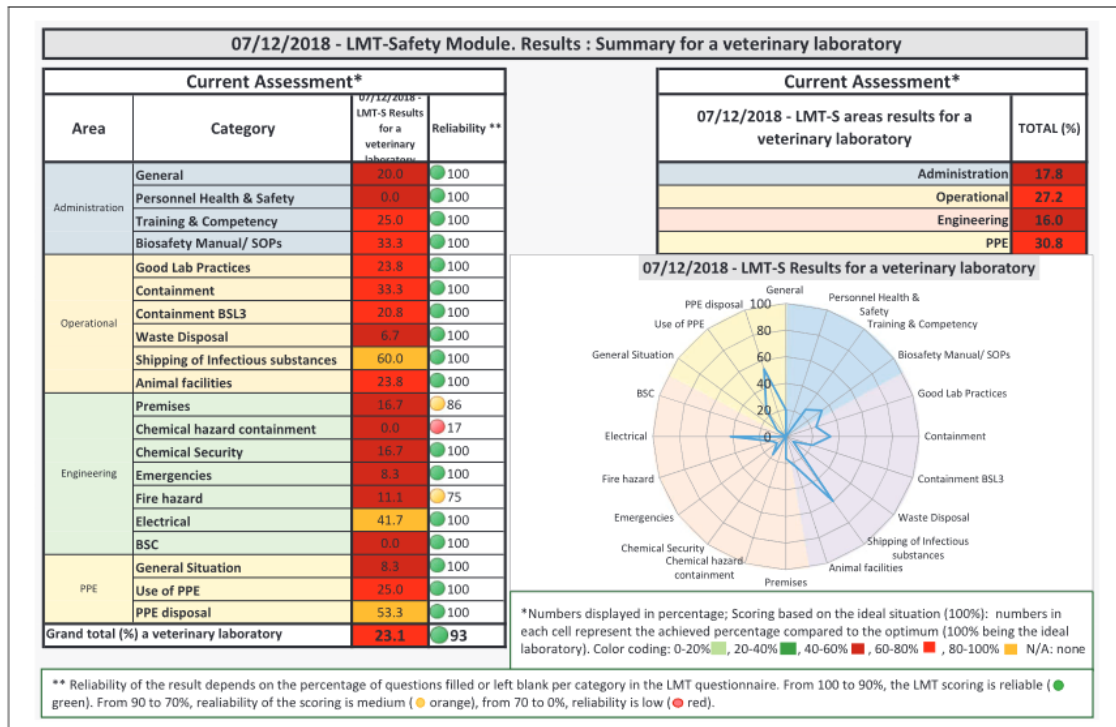 07/12/2018 - LMT-Safety Module. Results : Summary for a veterinary laboratory
Current Assessment*
Area Category 07/12/2018 - LMT-S Results for a veterinary laboratory Reliability **
Administration
General 20.0 100
Personnel Health & Safety 0.0 100
Training & Competency 25.0 100
Biosafety Manual/ SOPs 33.3 100
Operational
Good Lab Practices 23.8 100
Containment 33.3 100
Containment BSL3 20.8 100
Waste Disposal 6.7 100
Shipping of Infectious substances 60.0 100
Animal facilities 23.8 100
Engineering
Premises 16.7 86
Chemical hazard containment 0.0 17
Chemical Security 16.7 100
Emergencies 8.3 100
Fire hazard 11.1 75
Electrical 41.7 100
BSC 0.0 100
PPE
General Situation 8.3 100
Use of PPE 25.0 100
PPE disposal 53.3 100
Grand total (%) a veterinary laboratory 23.1 93
Current Assessment*
07/12/2018 - LMT-S areas results for a veterinary laboratory TOTAL (%)
Administration 17.8
Operational 27.2
Engineering 16.0
PPE 30.8
07/12/2018 - LMT-S Results for a veterinary laboratory
General
Personnel Health &
Safety
Training & Competency
Biosafety Manual/ SOPs
Good Lab Practices
Containment
Containment BSL3
Waste Disposal
Shipping of Infectious
substances
Animal facilities
Premises
Chemical hazard
containment
Chemical Security
Emergencies
Fire hazard
Electrical
BSC
General Situation
Use of PPE
PPE disposal
100
80
60
40
20
0
*Numbers displayed in percentage; Scoring based on the ideal situation (100%): numbers in
each cell represent the achieved percentage compared to the optimum (100% being the ideal
laboratory). Color coding: 0-20% , 20-40% , 40-60% , 60-80% , 80-100% N/A: none
** Reliability of the result depends on the percentage of questions filled or left blank per category in the LMT questionnaire. From 100 to 90%, the LMT scoring is reliable (
green). From 90 to 70%, realiability of the scoring is medium ( orange), from 70 to 0%, reliability is low ( red).